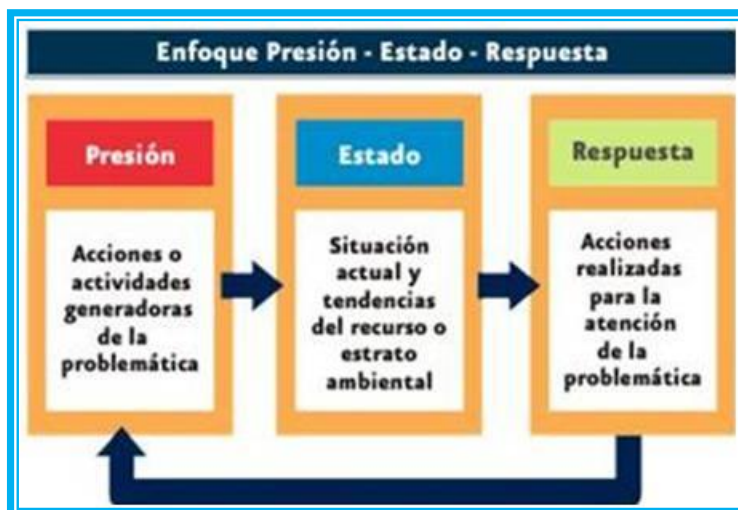 Enfoque Presión - Estado - Respuesta
Presión
Acciones o
actividades
generadoras
de la
problemática
Estado
Situación
actual y
tendencias
del recurso o
estrato
ambiental
Respuesta
Acciones
realizadas
para la
atención
de la
problemática